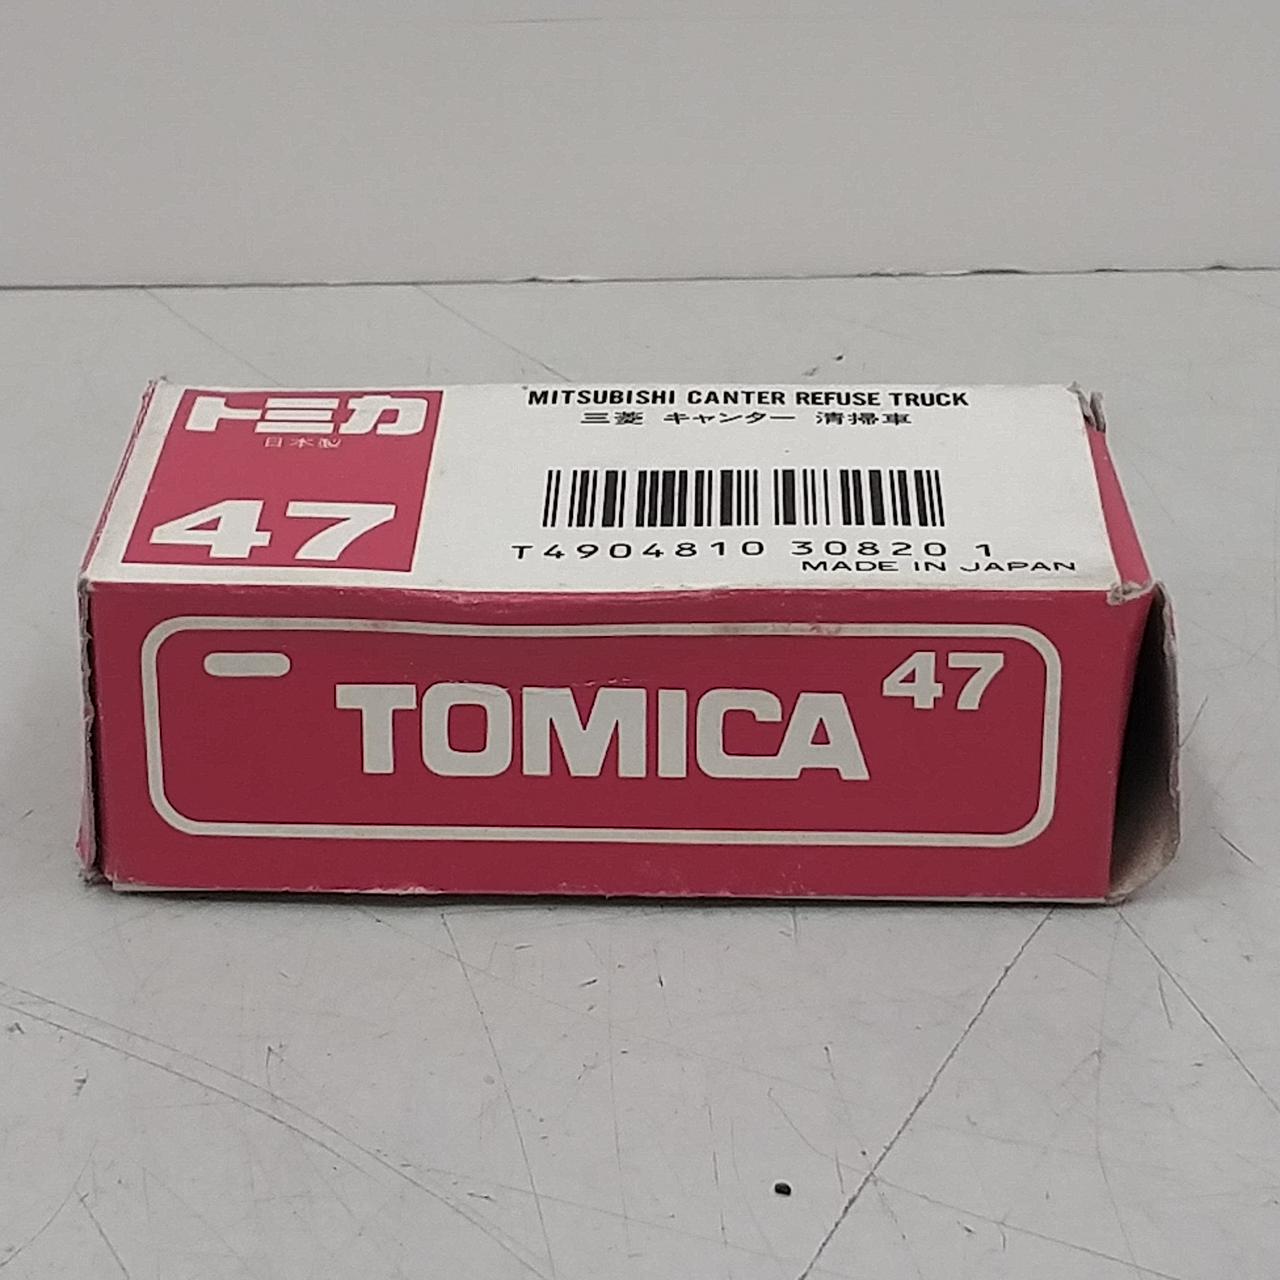 トミカ
日本製
47
MITSUBISHI CANTER REFUSE TRUCK
三菱 キャンター 清掃車
T4904810 30820 1
MADE IN JAPAN
TOMICA 47